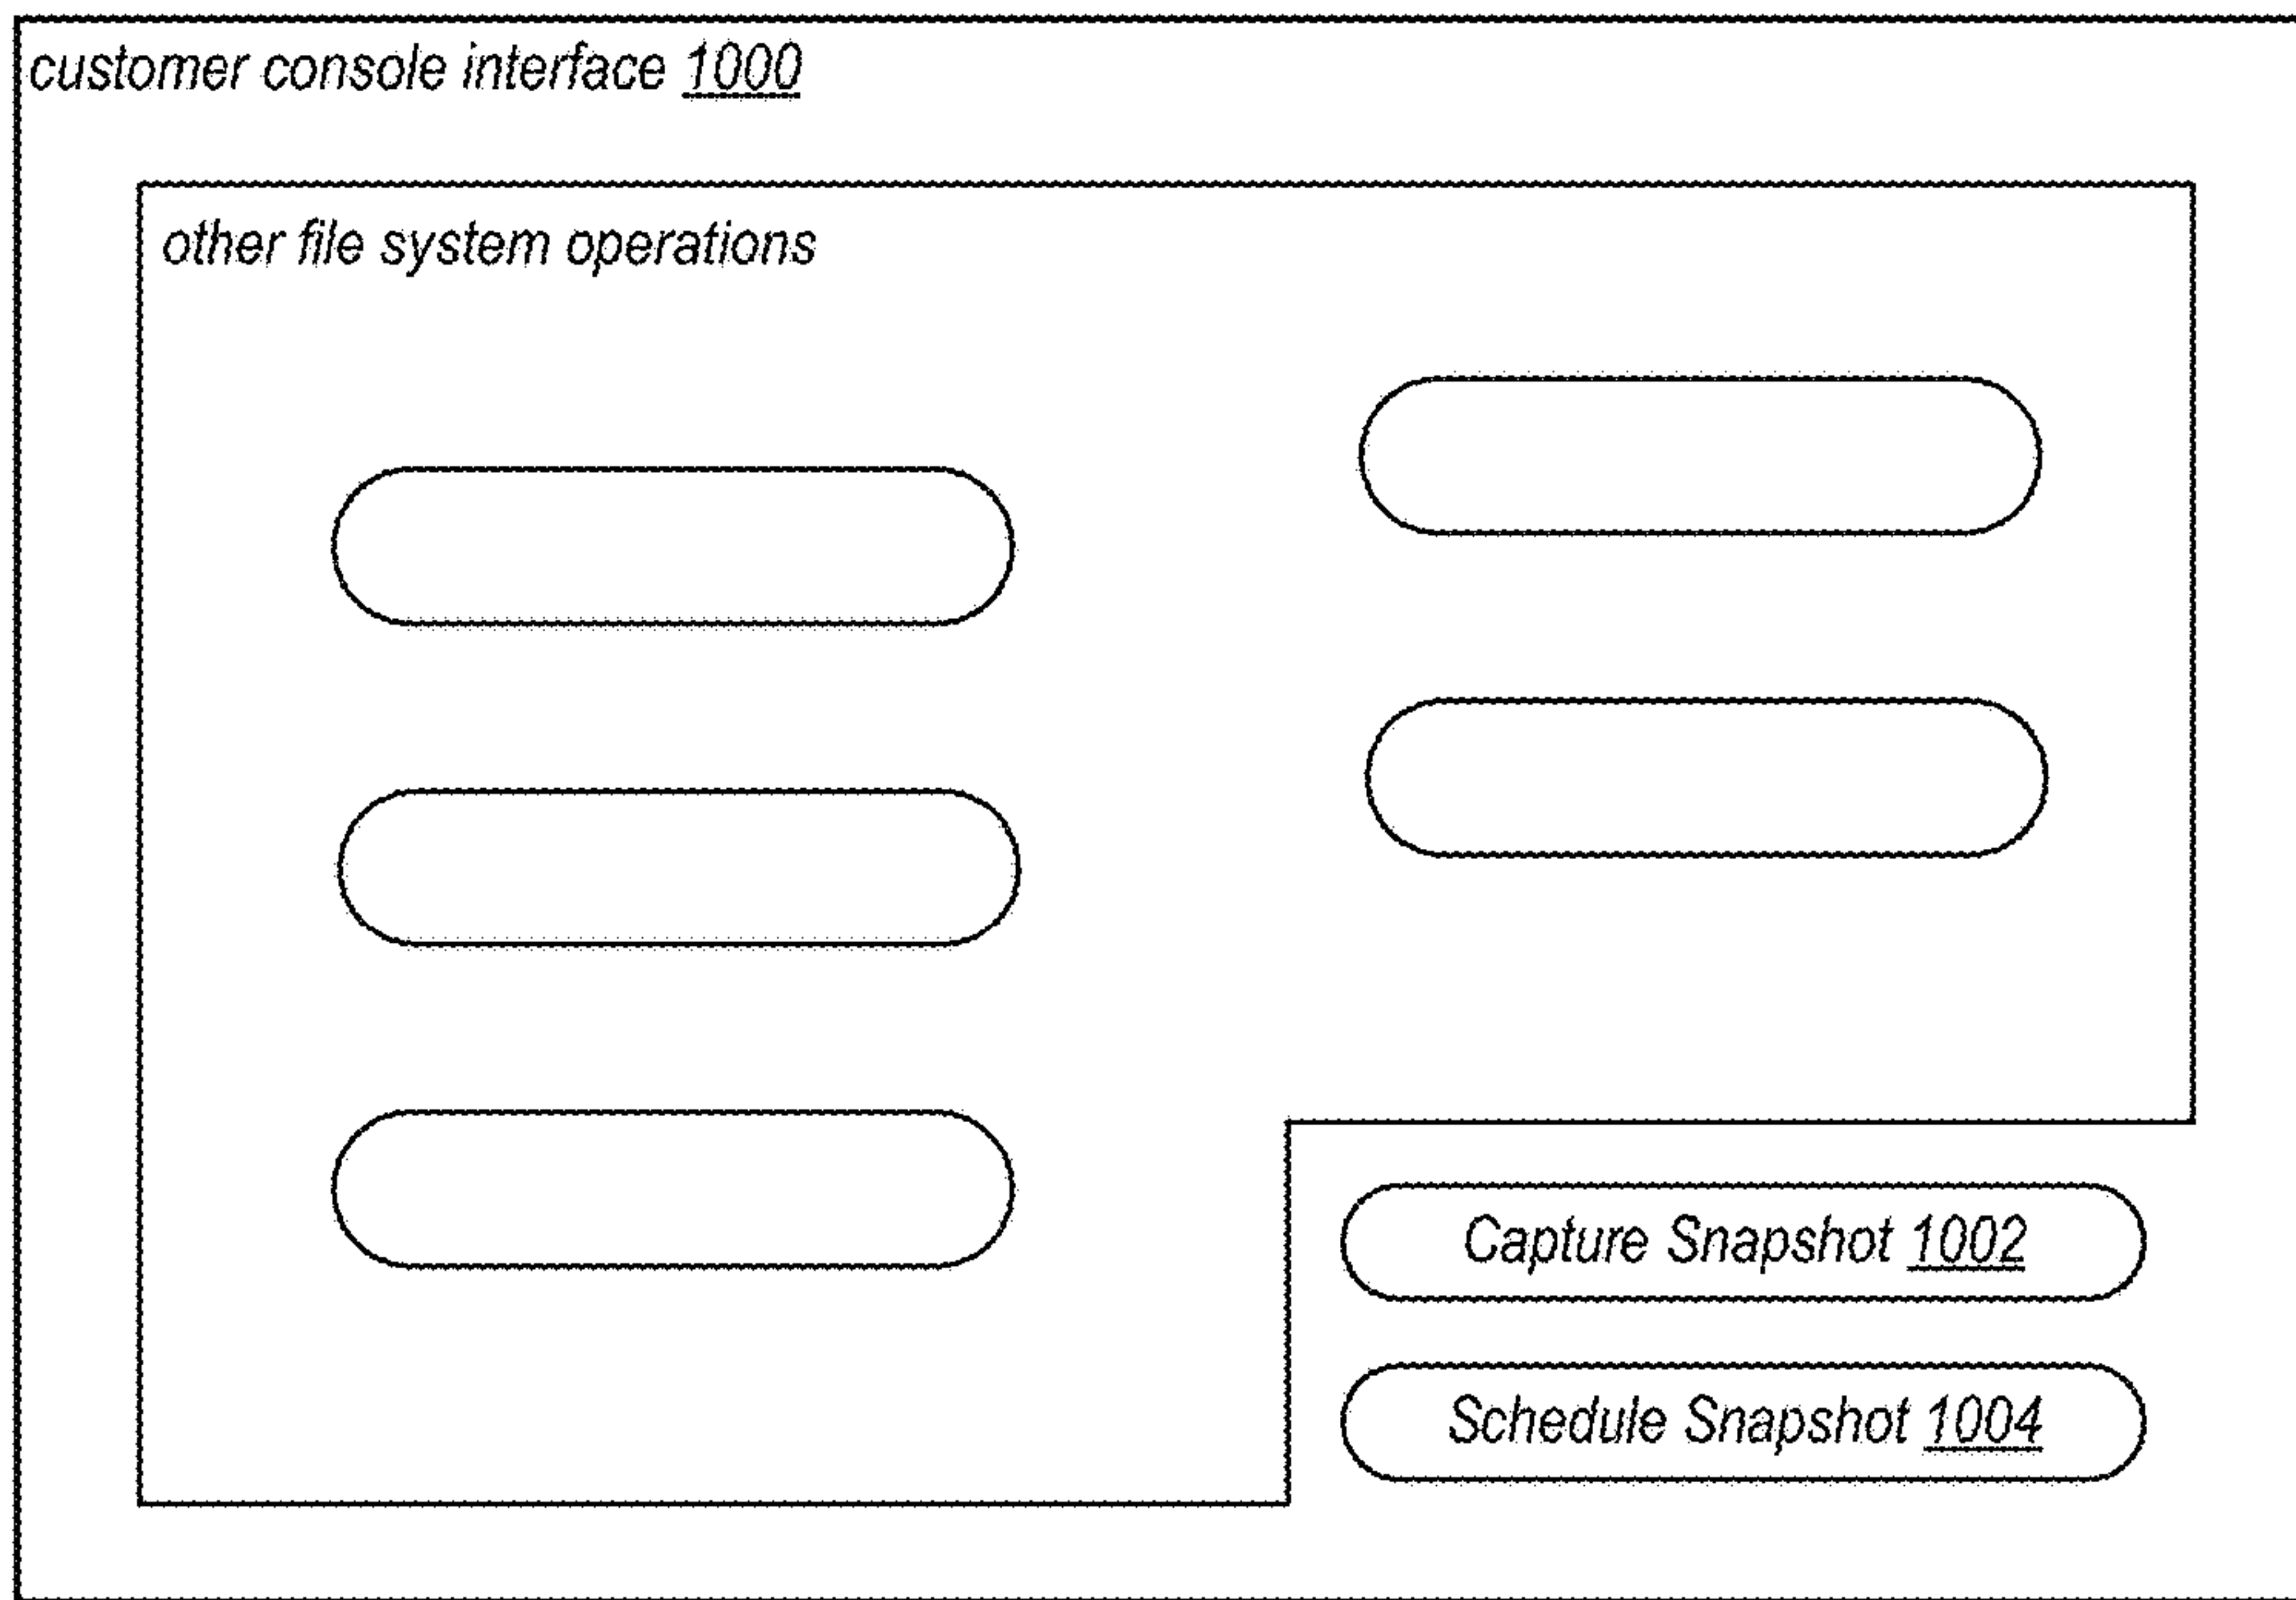 customer console interface 1000
other file system operations
Capture Snapshot 1002
Schedule Snapshot 1004